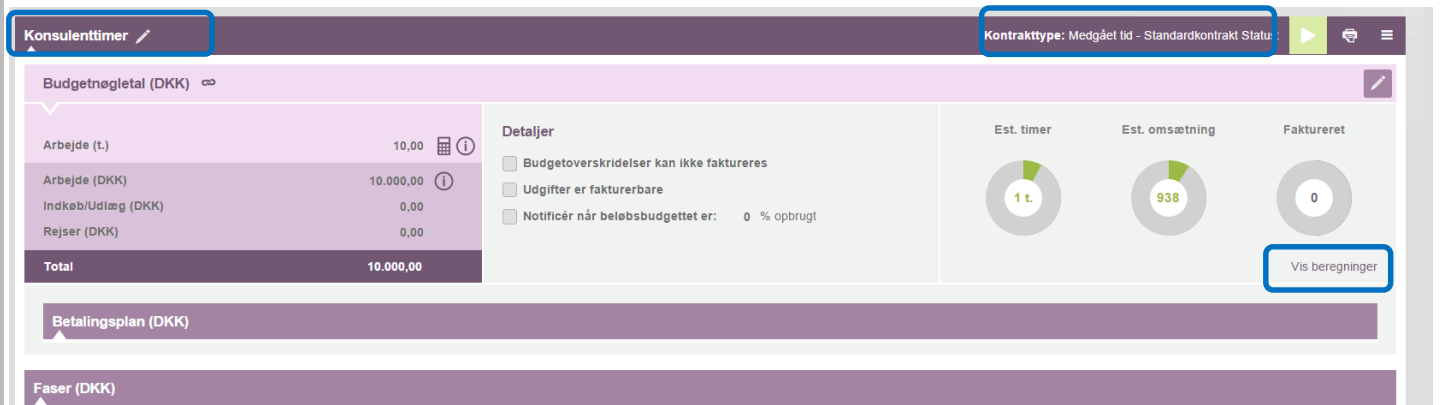 Konsulenttimer
Kontrakttype: Medgået tid - Standardkontrakt Status:
Budgetnøgletal (DKK)
Arbejde (t.) 10,00
Arbejde (DKK) 10.000,00
Indkøb/Udlæg (DKK) 0,00
Rejser (DKK) 0,00
Total 10.000,00
Detaljer
Budgetoverskridelser kan ikke faktureres
Udgifter er fakturerbare
Notificér når beløbsbudgettet er: 0 % opbrugt
Est. timer Est. omsætning Faktureret
1 t. 938 0
Vis beregninger
Betalingsplan (DKK)
Faser (DKK)